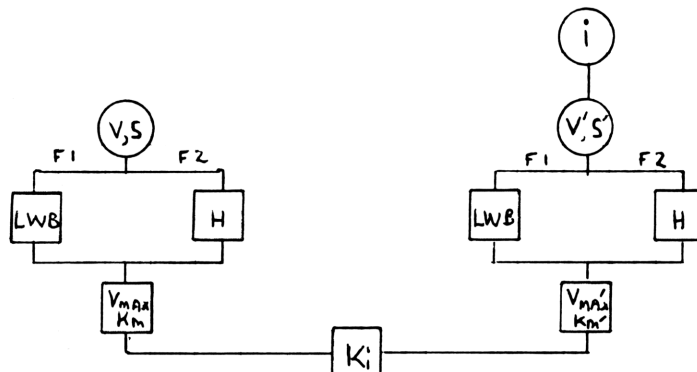 i
V,S
V',S'
F1 F2
F1 F2
LWB
H
LWB
H
Vmax
Km
Vmax'
Km'
Ki